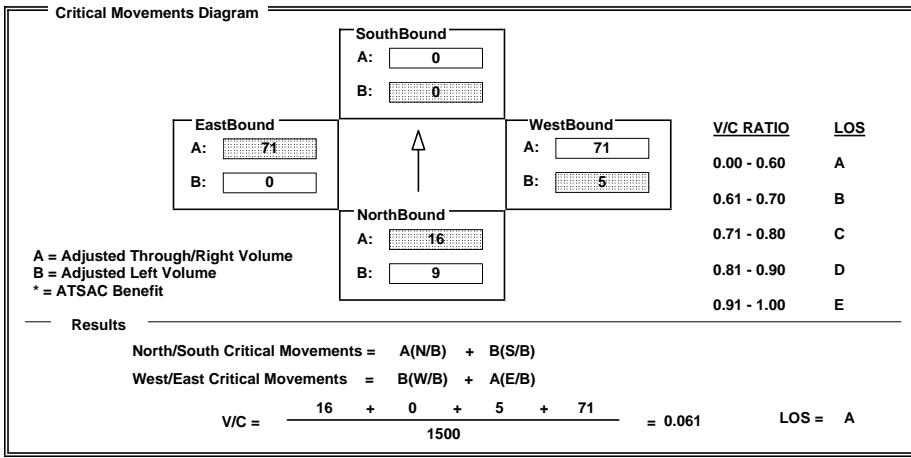 Critical Movements Diagram
SouthBound
A: 0
B: 0
EastBound
A: 71
B: 0
WestBound
A: 71
B: 5
NorthBound
A: 16
B: 9
A = Adjusted Through/Right Volume
B = Adjusted Left Volume
* = ATSAC Benefit
V/C RATIO LOS
0.00 - 0.60 A
0.61 - 0.70 B
0.71 - 0.80 C
0.81 - 0.90 D
0.91 - 1.00 E
Results
North/South Critical Movements = A(N/B) + B(S/B)
West/East Critical Movements = B(W/B) + A(E/B)
V/C = 16 + 0 + 5 + 71 = 0.061 LOS = A
1500